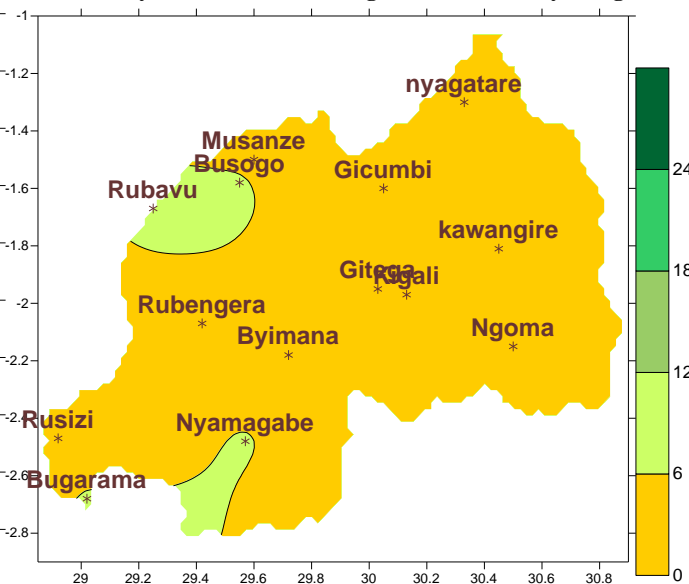 -1
-1.2
-1.4
-1.6
-1.8
-2
-2.2
-2.6
-2.8
nyagatare
Musanze
Busogo
Gicumbi
Rubavu
kawangire
Gitega
Kigali
Rubengera
Ngoma
Byimana
Rusizi
Nyamagabe
Bugarama
29 29.2 29.4 29.6 29.8 30 30.2 30.4 30.6 30.8
24
18
12
6
0